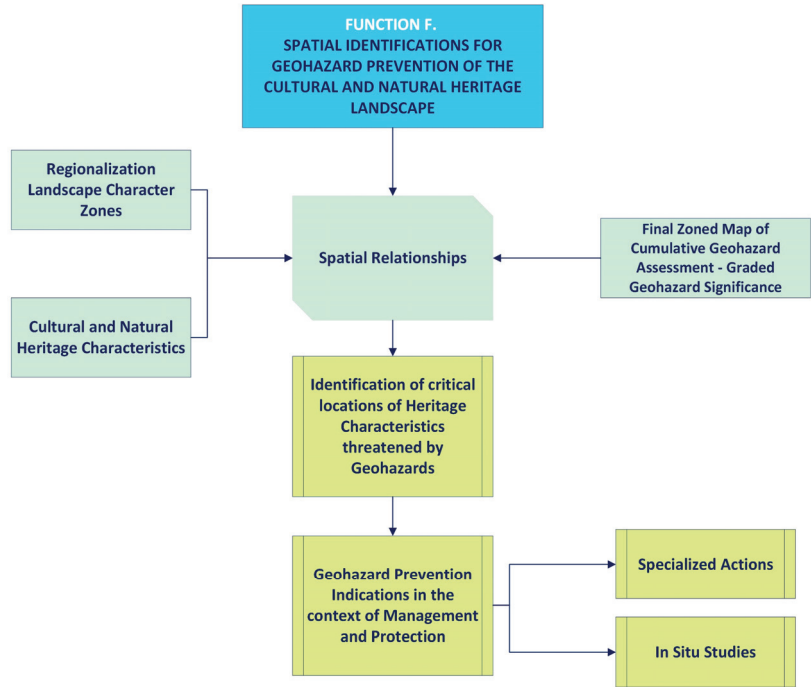 FUNCTION F.
SPATIAL IDENTIFICATIONS FOR
GEOHAZARD PREVENTION OF THE
CULTURAL AND NATURAL HERITAGE
LANDSCAPE
Regionalization
Landscape Character
Zones
Cultural and Natural
Heritage Characteristics
Spatial Relationships
Final Zoned Map of
Cumulative Geohazard
Assessment - Graded
Geohazard Significance
Identification of critical
locations of Heritage
Characteristics
threatened by
Geohazards
Geohazard Prevention
Indications in the
context of Management
and Protection
Specialized Actions
In Situ Studies